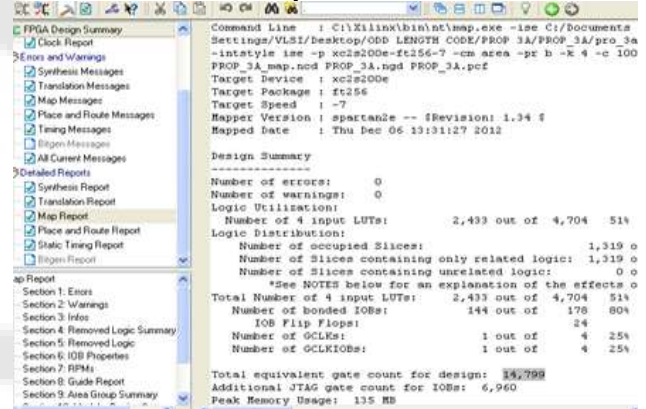 FPGA Design Summary
Clock Report
Errors and Warnings
Synthesis Messages
Translation Messages
Map Messages
Place and Route Messages
Timing Messages
Bitgen Messages
All Current Messages
Detailed Reports
Synthesis Report
Translation Report
Map Report
Place and Route Report
Static Timing Report
Bitgen Report
ap Report
Section 1: Errors
Section 2: Warnings
Section 3: Infos
Section 4: Removed Logic Summary
Section 5: Removed Logic
Section 6: IOB Properties
Section 7: RPMs
Section 8: Guide Report
Section 9: Area Group Summary
Command Line : C:\Xilinx\bin\nt\map.exe -ise C:/Documents
Settings/VLSI/Desktop/ODD LENGTH CODE/PROP 3A/PROP_3A/pro_3a
-intstyle ise -p xc2s200e-ft256-7 -cm area -pr b -k 4 -c 100
PROP_3A_map.ncd PROP_3A.ngd PROP_3A.pcf
Target Device : xc2s200e
Target Package : ft256
Target Speed : -7
Mapper Version : spartan2e -- $Revision: 1.34 $
Mapped Date : Thu Dec 06 13:31:27 2012
Design Summary
--------------
Number of errors: 0
Number of warnings: 0
Logic Utilization:
Number of 4 input LUTs: 2,433 out of 4,704 51%
Logic Distribution:
Number of occupied Slices: 1,319 o
Number of Slices containing only related logic: 1,319 o
Number of Slices containing unrelated logic: 0 o
*See NOTES below for an explanation of the effects o
Total Number of 4 input LUTs: 2,433 out of 4,704 51%
Number of bonded IOBs: 144 out of 178 80%
IOB Flip Flops: 24
Number of GCLKs: 1 out of 4 25%
Number of GCLKIOBs: 1 out of 4 25%
Total equivalent gate count for design: 14,799
Additional JTAG gate count for IOBs: 6,960
Peak Memory Usage: 135 MB